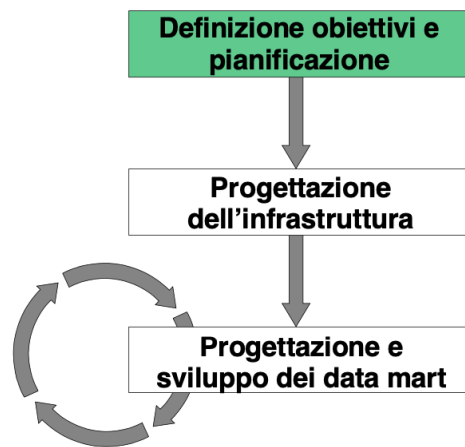 Definizione obiettivi e
pianificazione
Progettazione
dell'infrastruttura
Progettazione e
sviluppo dei data mart